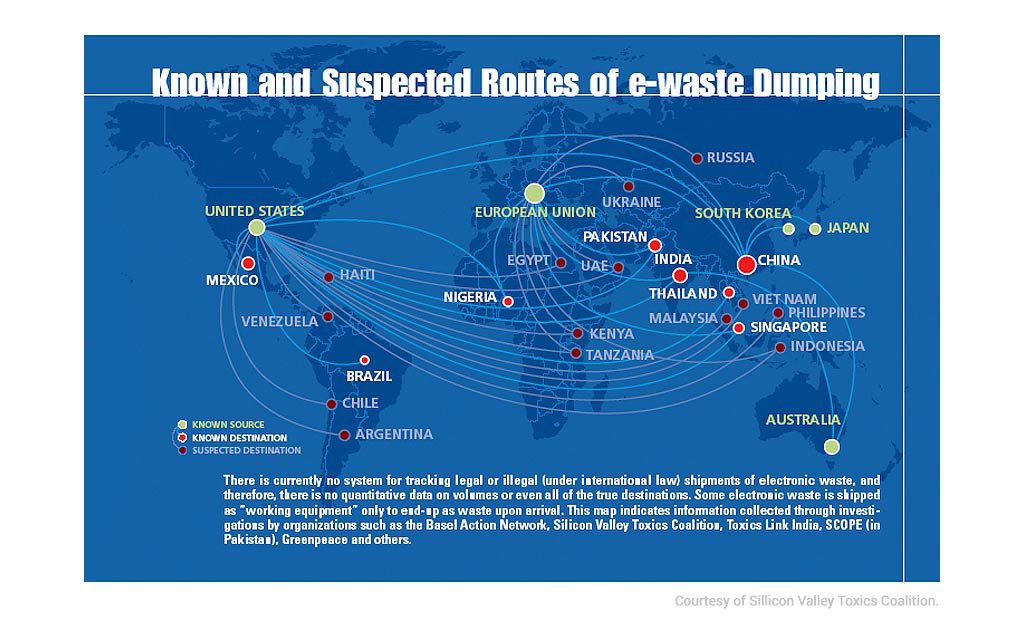 Known and Suspected Routes of e-waste Dumping
RUSSIA
UKRAINE
UNITED STATES
EUROPEAN UNION
SOUTH KOREA
JAPAN
PAKISTAN
EGYPT
UAE
INDIA
CHINA
MEXICO
HAITI
NIGERIA
THAILAND
VIET NAM
VENEZUELA
MALAYSIA
PHILIPPINES
SINGAPORE
KENYA
INDONESIA
TANZANIA
BRAZIL
CHILE
AUSTRALIA
ARGENTINA
KNOWN SOURCE
KNOWN DESTINATION
SUSPECTED DESTINATION
There is currently no system for tracking legal or illegal (under international law) shipments of electronic waste, and
therefore, there is no quantitative data on volumes or even all of the true destinations. Some electronic waste is shipped
as "working equipment" only to end-up as waste upon arrival. This map indicates information collected through investi-
gations by organizations such as the Basel Action Network, Silicon Valley Toxics Coalition, Toxics Link India, SCOPE (in
Pakistan), Greenpeace and others.
Courtesy of Sillicon Valley Toxics Coalition.